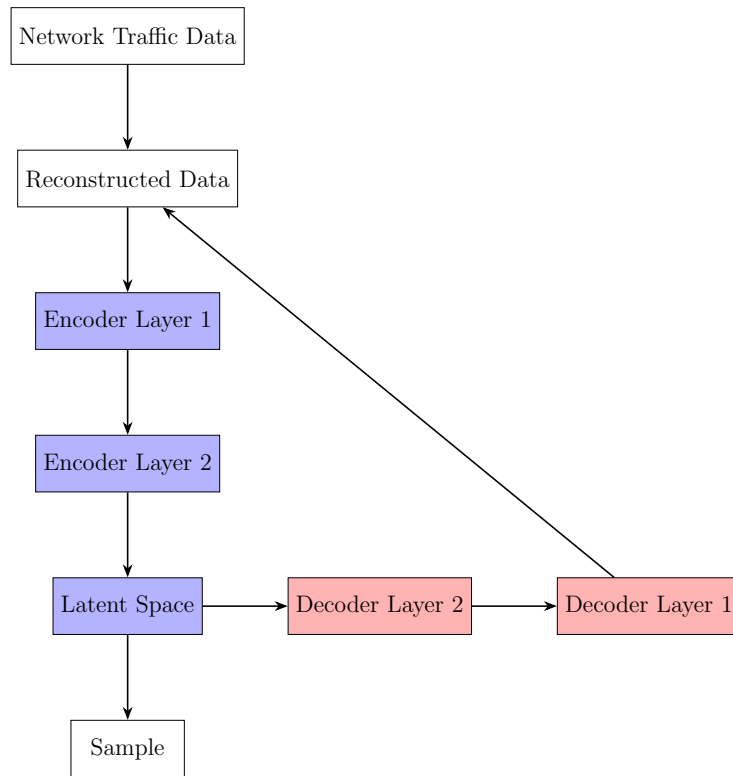 Network Traffic Data
Reconstructed Data
Encoder Layer 1
Encoder Layer 2
Latent Space
Decoder Layer 2
Decoder Layer 1
Sample